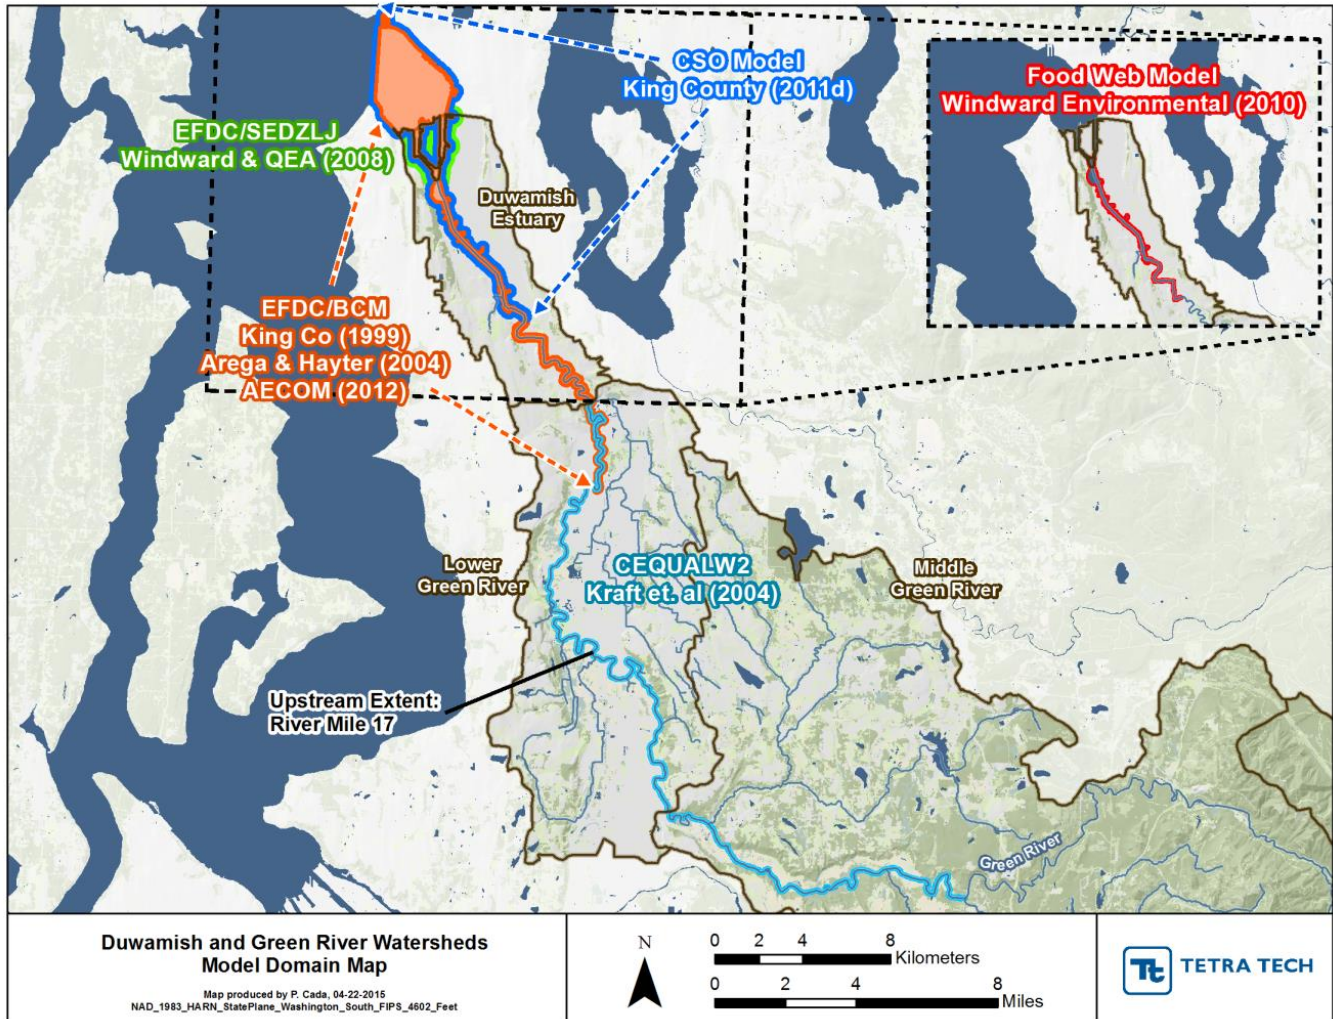 CSO Model
King County (2011d)
Food Web Model
Windward Environmental (2010)
EFDC/SEDZLJ
Windward & QEA (2008)
Duwamish
Estuary
EFDC/BCM
King Co (1999)
Arega & Hayter (2004)
AECOM (2012)
Lower
Green River
CEQUALW2
Kraft et. al (2004)
Middle
Green River
Upstream Extent:
River Mile 17
Green River
Duwamish and Green River Watersheds
Model Domain Map
Map produced by P. Cada, 04-22-2015
NAD_1983_HARN_StatePlane_Washington_South_FIPS_4602_Feet
N
0 2 4 8
Kilometers
0 2 4 8
Miles
Tt TETRA TECH